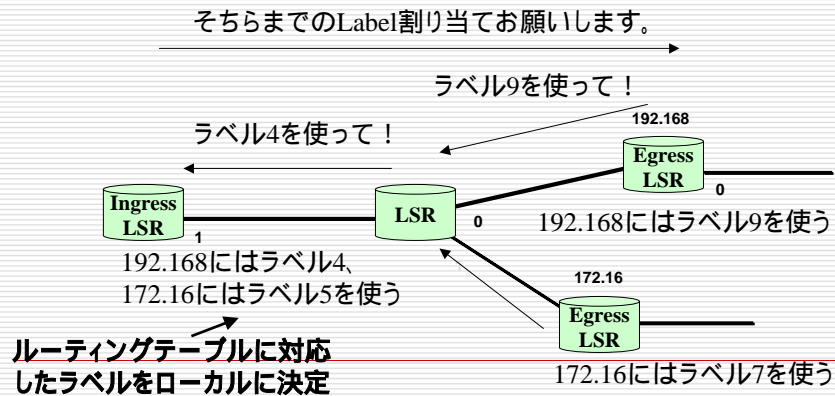 そちらまでのLabel割り当てお願いします。
ラベル9を使って！
ラベル4を使って！
192.168
Egress
LSR
0
Ingress
LSR
1
LSR
0
192.168にはラベル9を使う
192.168にはラベル4、
172.16にはラベル5を使う
172.16
Egress
LSR
ルーティングテーブルに対応
したラベルをローカルに決定
172.16にはラベル7を使う